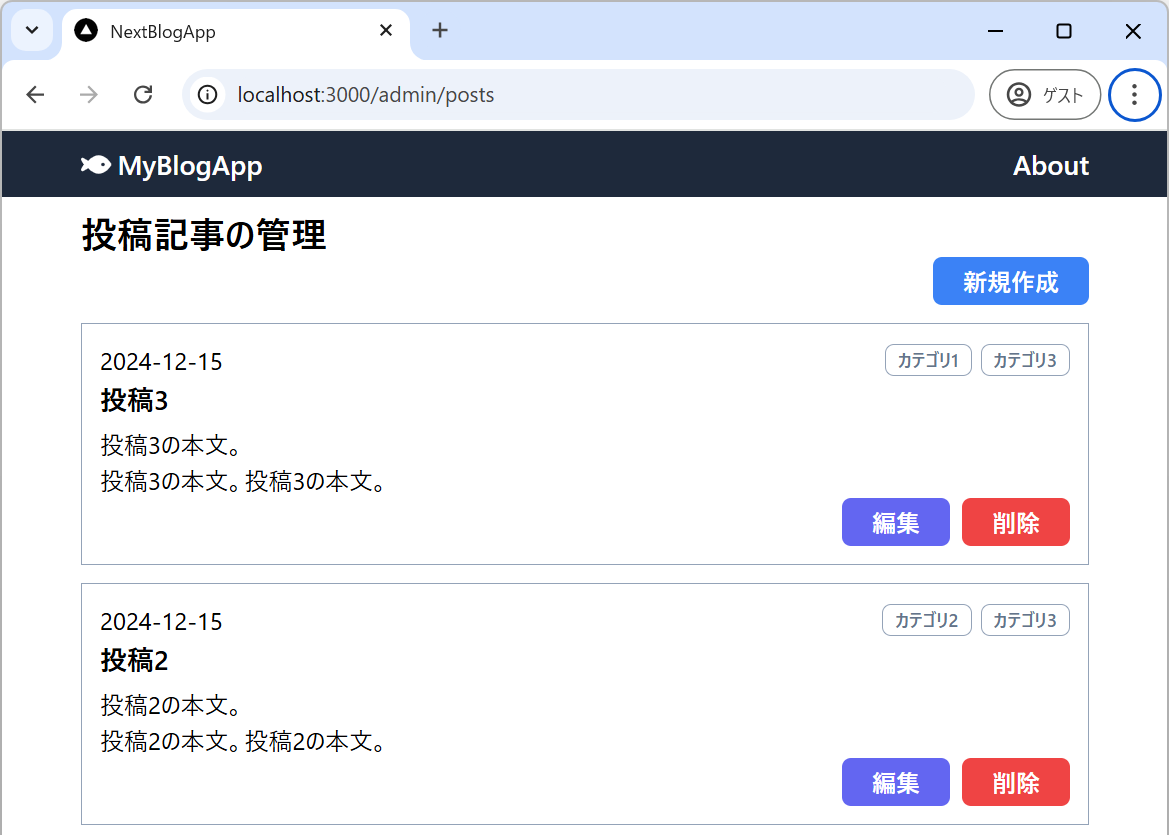 NextBlogApp
localhost:3000/admin/posts
ゲスト
MyBlogApp
About
投稿記事の管理
新規作成
2024-12-15
カテゴリ1
カテゴリ3
投稿3
投稿3の本文。
投稿3の本文。投稿3の本文。
編集
削除
2024-12-15
カテゴリ2
カテゴリ3
投稿2
投稿2の本文。
投稿2の本文。投稿2の本文。
編集
削除